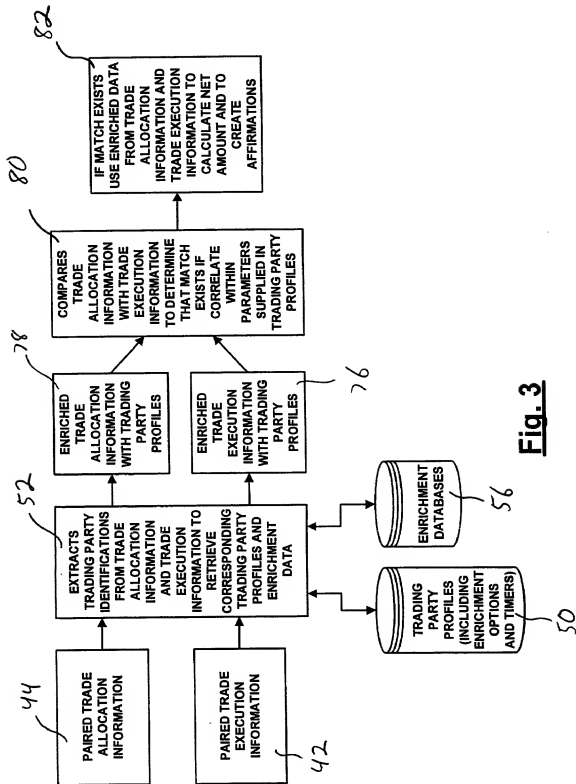 44
PAIRED TRADE
ALLOCATION
INFORMATION
PAIRED TRADE
EXECUTION
INFORMATION
42
52
EXTRACTS
TRADING PARTY
IDENTIFICATIONS
FROM TRADE
ALLOCATION
INFORMATION
AND TRADE
EXECUTION
INFORMATION TO
RETRIEVE
CORRESPONDING
TRADING PARTY
PROFILES AND
ENRICHMENT
DATA
TRADING PARTY
PROFILES
(INCLUDING
ENRICHMENT
OPTIONS
AND TIMERS)
50
ENRICHMENT
DATABASES
56
78
ENRICHED
TRADE
ALLOCATION
INFORMATION
WITH TRADING
PARTY
PROFILES
ENRICHED
TRADE
EXECUTION
INFORMATION
WITH TRADING
PARTY
PROFILES
76
80
COMPARES
TRADE
ALLOCATION
INFORMATION
WITH TRADE
EXECUTION
INFORMATION
TO DETERMINE
THAT MATCH
EXISTS IF
CORRELATE
WITHIN
PARAMETERS
SUPPLIED IN
TRADING PARTY
PROFILES
82
IF MATCH EXISTS
USE ENRICHED DATA
FROM TRADE
ALLOCATION
INFORMATION AND
TRADE EXECUTION
INFORMATION TO
CALCULATE NET
AMOUNT AND TO
CREATE
AFFIRMATIONS
Fig. 3